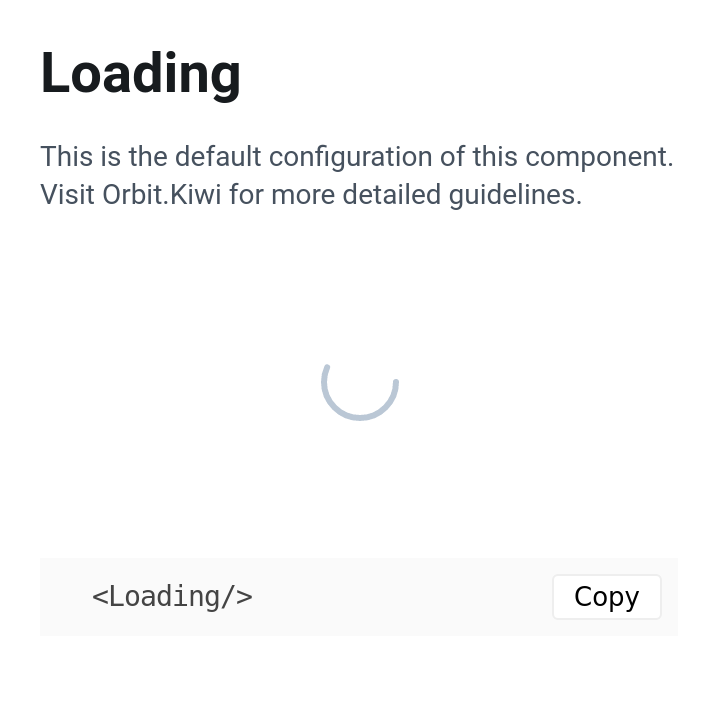 Loading
This is the default configuration of this component.
Visit Orbit.Kiwi for more detailed guidelines.
<Loading/>
Copy